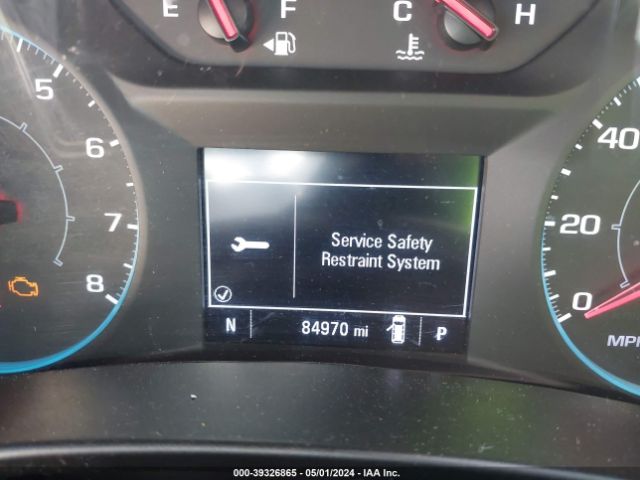 E F C H
5
6
7
8
40
20
0
MPH
Service Safety
Restraint System
N 84970 mi P
000-39326865 - 05/01/2024 - IAA Inc.